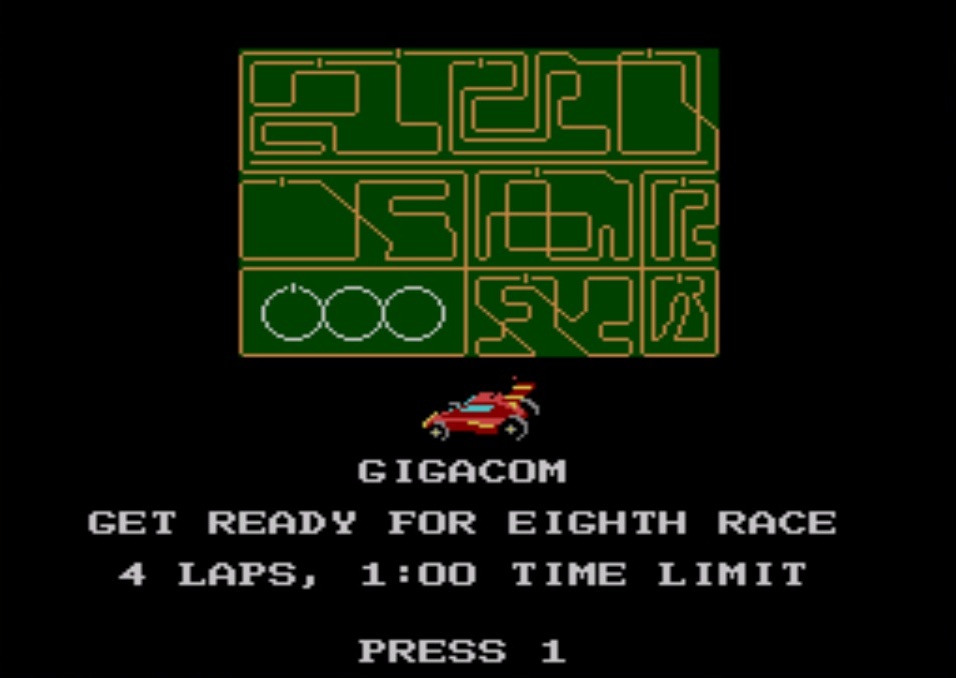 GIGACOM
GET READY FOR EIGHTH RACE
4 LAPS, 1:00 TIME LIMIT
PRESS 1